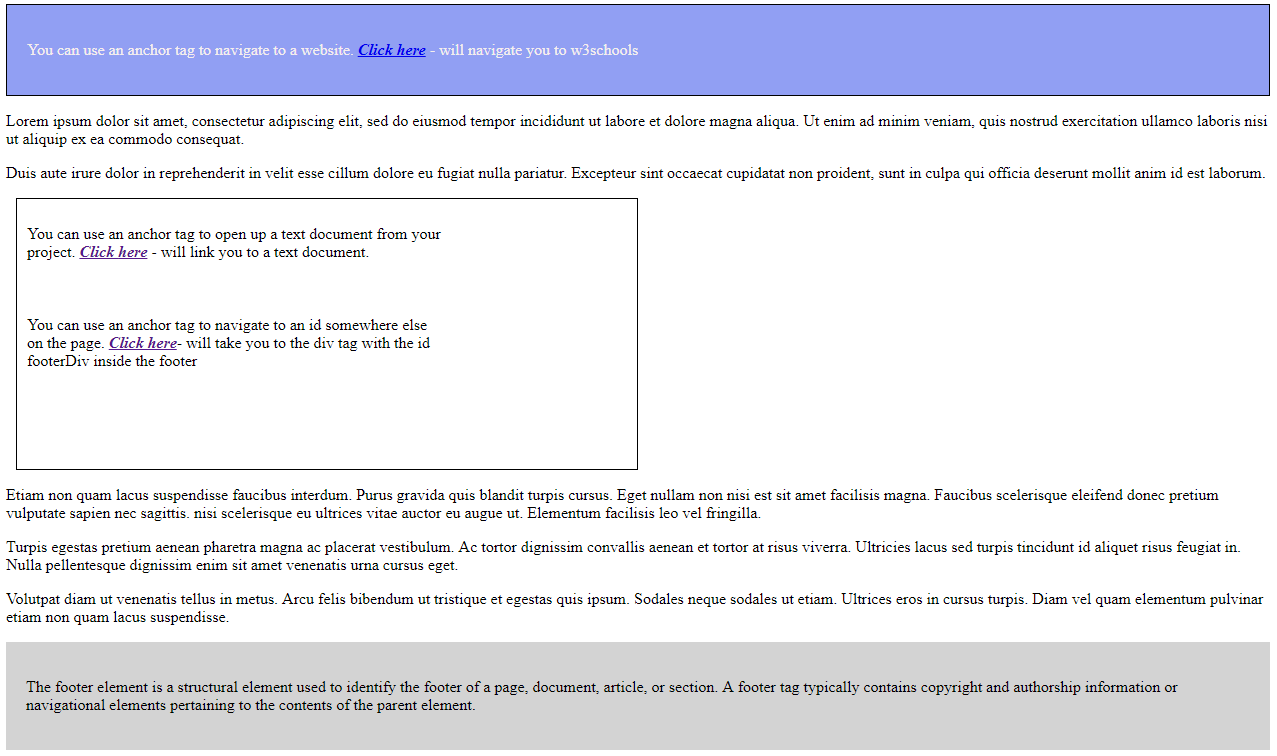 You can use an anchor tag to navigate to a website. Click here - will navigate you to w3schools
Lorem ipsum dolor sit amet, consectetur adipiscing elit, sed do eiusmod tempor incididunt ut labore et dolore magna aliqua. Ut enim ad minim veniam, quis nostrud exercitation ullamco laboris nisi
ut aliquip ex ea commodo consequat.
Duis aute irure dolor in reprehenderit in velit esse cillum dolore eu fugiat nulla pariatur. Excepteur sint occaecat cupidatat non proident, sunt in culpa qui officia deserunt mollit anim id est laborum.
You can use an anchor tag to open up a text document from your
project. Click here - will link you to a text document.
You can use an anchor tag to navigate to an id somewhere else
on the page. Click here- will take you to the div tag with the id
footerDiv inside the footer
Etiam non quam lacus suspendisse faucibus interdum. Purus gravida quis blandit turpis cursus. Eget nullam non nisi est sit amet facilisis magna. Faucibus scelerisque eleifend donec pretium
vulputate sapien nec sagittis. nisi scelerisque eu ultrices vitae auctor eu augue ut. Elementum facilisis leo vel fringilla.
Turpis egestas pretium aenean pharetra magna ac placerat vestibulum. Ac tortor dignissim convallis aenean et tortor at risus viverra. Ultricies lacus sed turpis tincidunt id aliquet risus feugiat in.
Nulla pellentesque dignissim enim sit amet venenatis urna cursus eget.
Volutpat diam ut venenatis tellus in metus. Arcu felis bibendum ut tristique et egestas quis ipsum. Sodales neque sodales ut etiam. Ultrices eros in cursus turpis. Diam vel quam elementum pulvinar
etiam non quam lacus suspendisse.
The footer element is a structural element used to identify the footer of a page, document, article, or section. A footer tag typically contains copyright and authorship information or
navigational elements pertaining to the contents of the parent element.